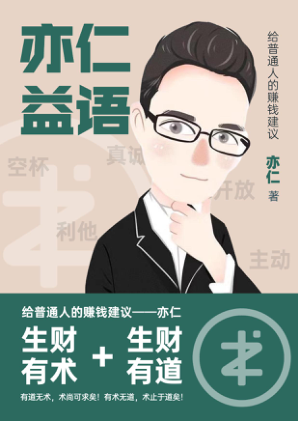 亦仁
益语
给普通人的赚钱建议
亦仁 著
空杯
真诚
利他
开放
主动
给普通人的赚钱建议——亦仁
生财
有术
+
生财
有道
有道无术，术尚可求矣！有术无道，术止于道矣！